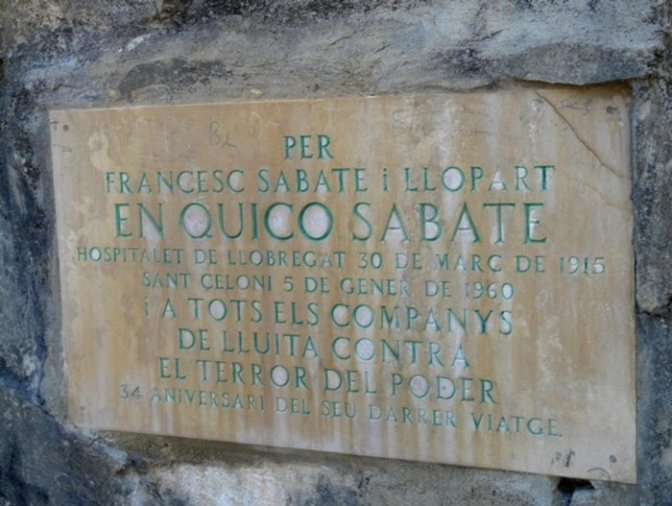 PER
FRANCESC SABATE i LLOPART
EN QUICO SABATE
HOSPITALET DE LLOBREGAT 30 DE MARÇ DE 1915
SANT CELONI 5 DE GENER DE 1960
i A TOTS ELS COMPANYS
DE LLUITA CONTRA
EL TERROR DEL PODER
34 ANIVERSARI DEL SEU DARRER VIATGE